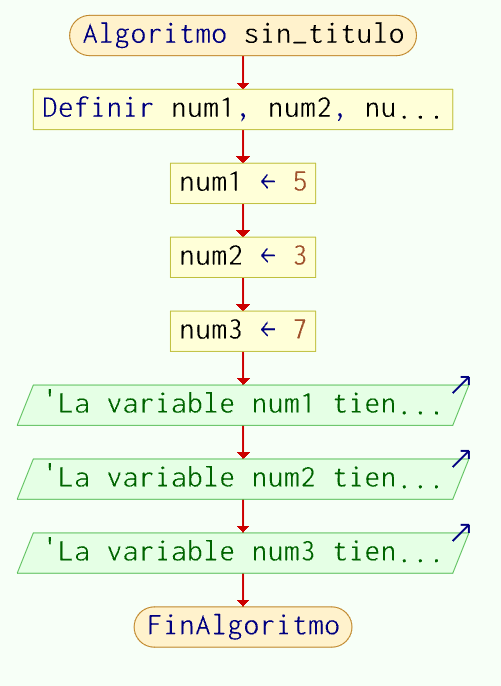 Algoritmo sin_titulo
Definir num1, num2, nu...
num1 ← 5
num2 ← 3
num3 ← 7
'La variable num1 tien...
'La variable num2 tien...
'La variable num3 tien...
FinAlgoritmo